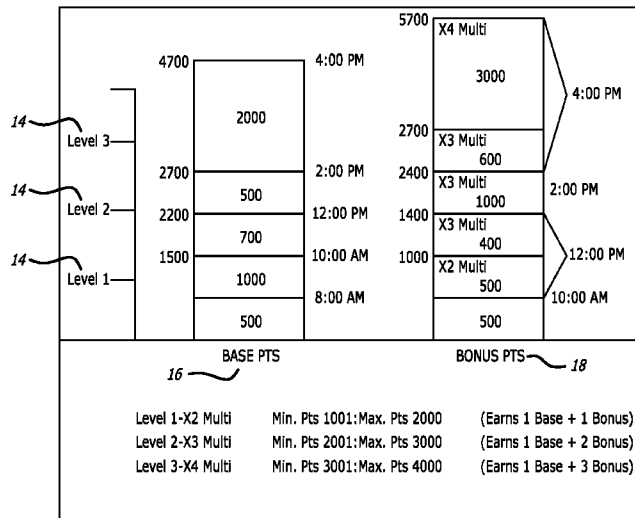 5700
X4 Multi
4700
4:00 PM
3000
4:00 PM
14
2000
2700
Level 3
X3 Multi
600
2700
2:00 PM
2400
14
500
X3 Multi
1000
2:00 PM
Level 2
2200
12:00 PM
1400
700
X3 Multi
400
14
1500
10:00 AM
1000
12:00 PM
Level 1
1000
X2 Multi
500
8:00 AM
10:00 AM
500
500
BASE PTS
BONUS PTS
18
16
Level 1-X2 Multi Min. Pts 1001:Max. Pts 2000 (Earns 1 Base + 1 Bonus)
Level 2-X3 Multi Min. Pts 2001:Max. Pts 3000 (Earns 1 Base + 2 Bonus)
Level 3-X4 Multi Min. Pts 3001:Max. Pts 4000 (Earns 1 Base + 3 Bonus)